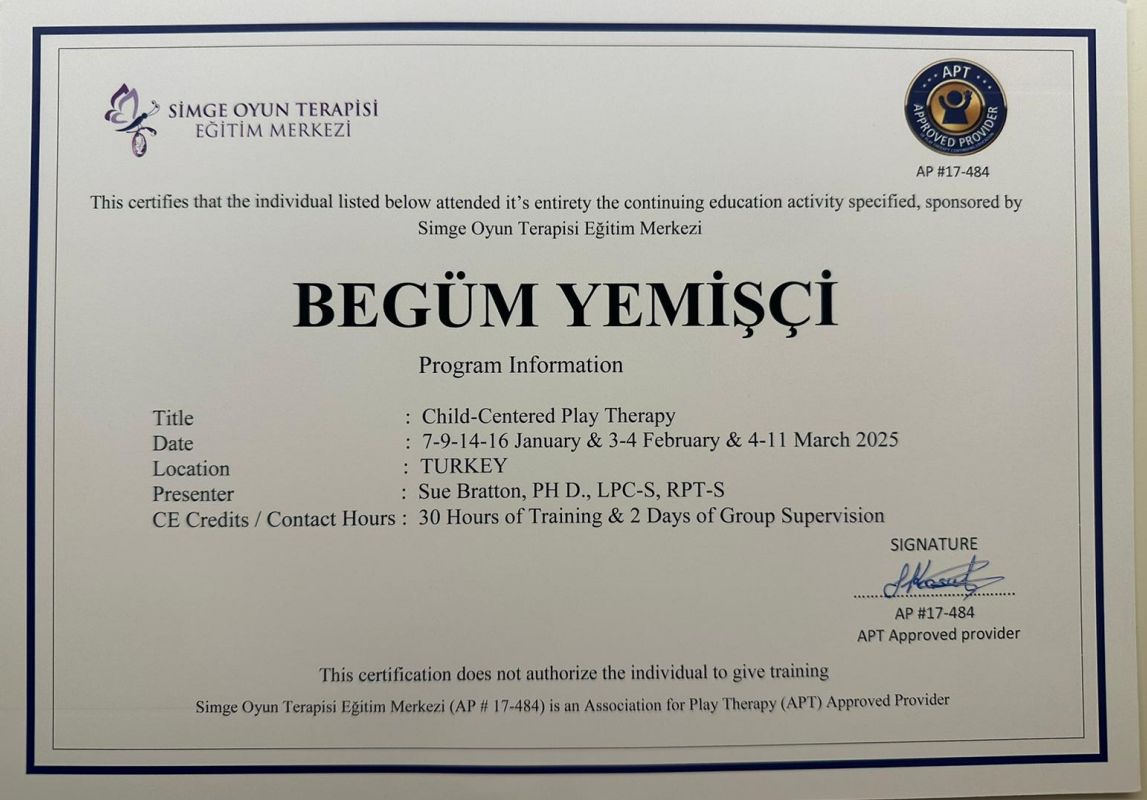 SİMGE OYUN TERAPİSİ
EĞİTİM MERKEZİ
APT
APPROVED PROVIDER
AP #17-484
This certifies that the individual listed below attended it's entirety the continuing education activity specified, sponsored by
Simge Oyun Terapisi Eğitim Merkezi
BEGÜM YEMİŞÇİ
Program Information
Title : Child-Centered Play Therapy
Date : 7-9-14-16 January & 3-4 February & 4-11 March 2025
Location : TURKEY
Presenter : Sue Bratton, PH D., LPC-S, RPT-S
CE Credits / Contact Hours : 30 Hours of Training & 2 Days of Group Supervision
SIGNATURE
AP #17-484
APT Approved provider
This certification does not authorize the individual to give training
Simge Oyun Terapisi Eğitim Merkezi (AP # 17-484) is an Association for Play Therapy (APT) Approved Provider